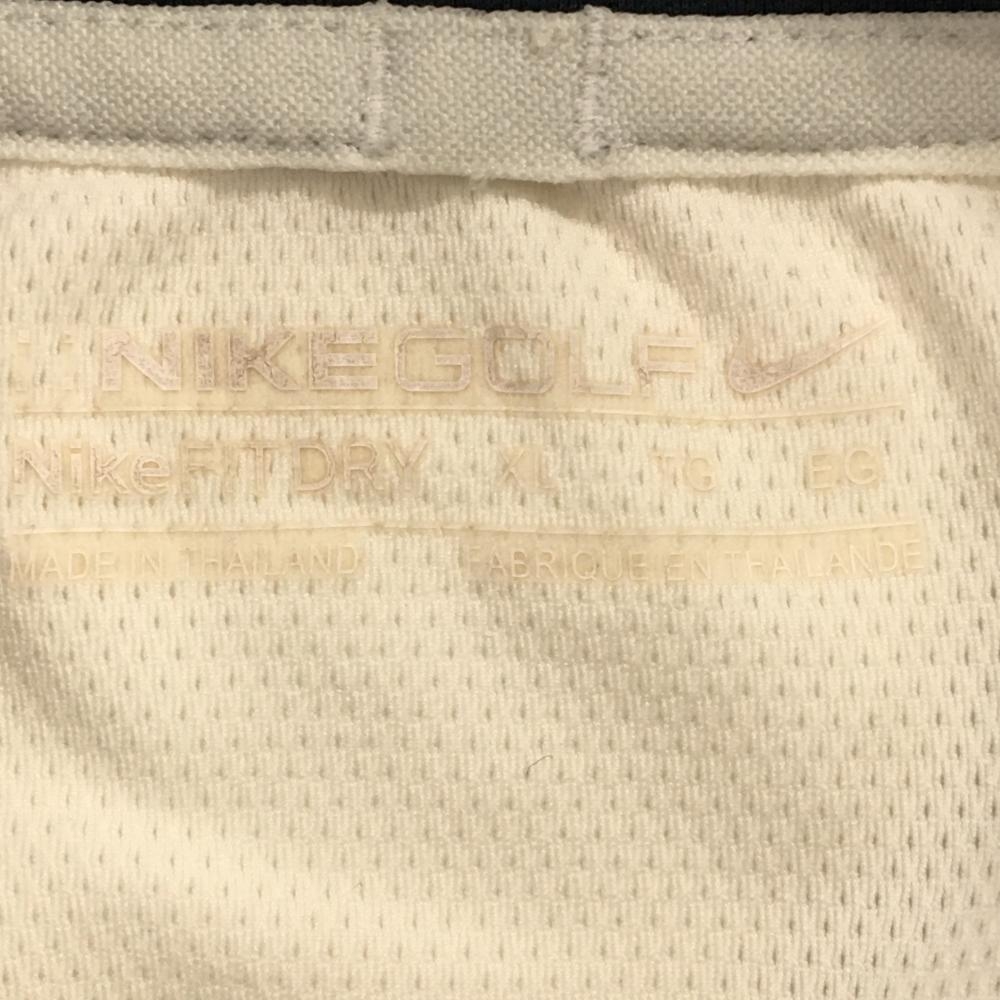 NIKEGOLF
NikeFITDRY XL TG EG
MADE IN THAILAND FABRIQUE EN THAILANDE